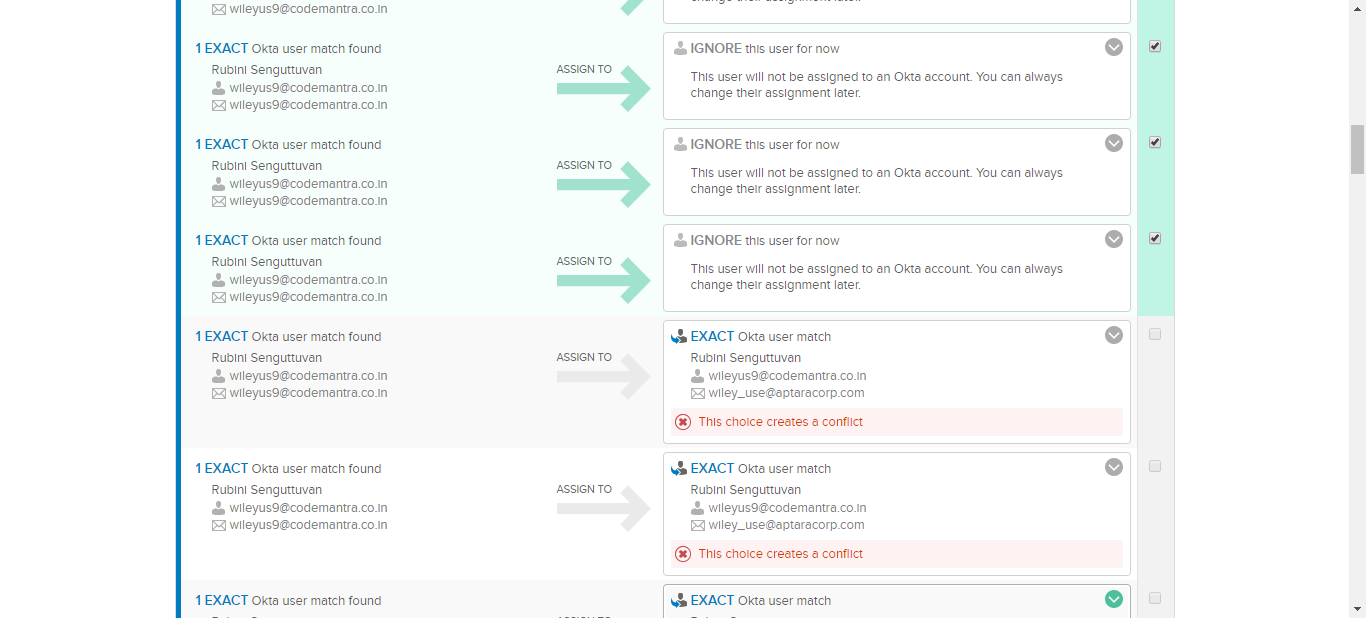 wileyus9@codemantra.co.in
change their assignment later.
1 EXACT Okta user match found
Rubini Senguttuvan
wileyus9@codemantra.co.in
wileyus9@codemantra.co.in
ASSIGN TO
IGNORE this user for now
This user will not be assigned to an Okta account. You can always
change their assignment later.
1 EXACT Okta user match found
Rubini Senguttuvan
wileyus9@codemantra.co.in
wileyus9@codemantra.co.in
ASSIGN TO
IGNORE this user for now
This user will not be assigned to an Okta account. You can always
change their assignment later.
1 EXACT Okta user match found
Rubini Senguttuvan
wileyus9@codemantra.co.in
wileyus9@codemantra.co.in
ASSIGN TO
IGNORE this user for now
This user will not be assigned to an Okta account. You can always
change their assignment later.
1 EXACT Okta user match found
Rubini Senguttuvan
wileyus9@codemantra.co.in
wileyus9@codemantra.co.in
ASSIGN TO
EXACT Okta user match
Rubini Senguttuvan
wileyus9@codemantra.co.in
wiley_use@aptaracorp.com
This choice creates a conflict
1 EXACT Okta user match found
Rubini Senguttuvan
wileyus9@codemantra.co.in
wileyus9@codemantra.co.in
ASSIGN TO
EXACT Okta user match
Rubini Senguttuvan
wileyus9@codemantra.co.in
wiley_use@aptaracorp.com
This choice creates a conflict
1 EXACT Okta user match found
EXACT Okta user match